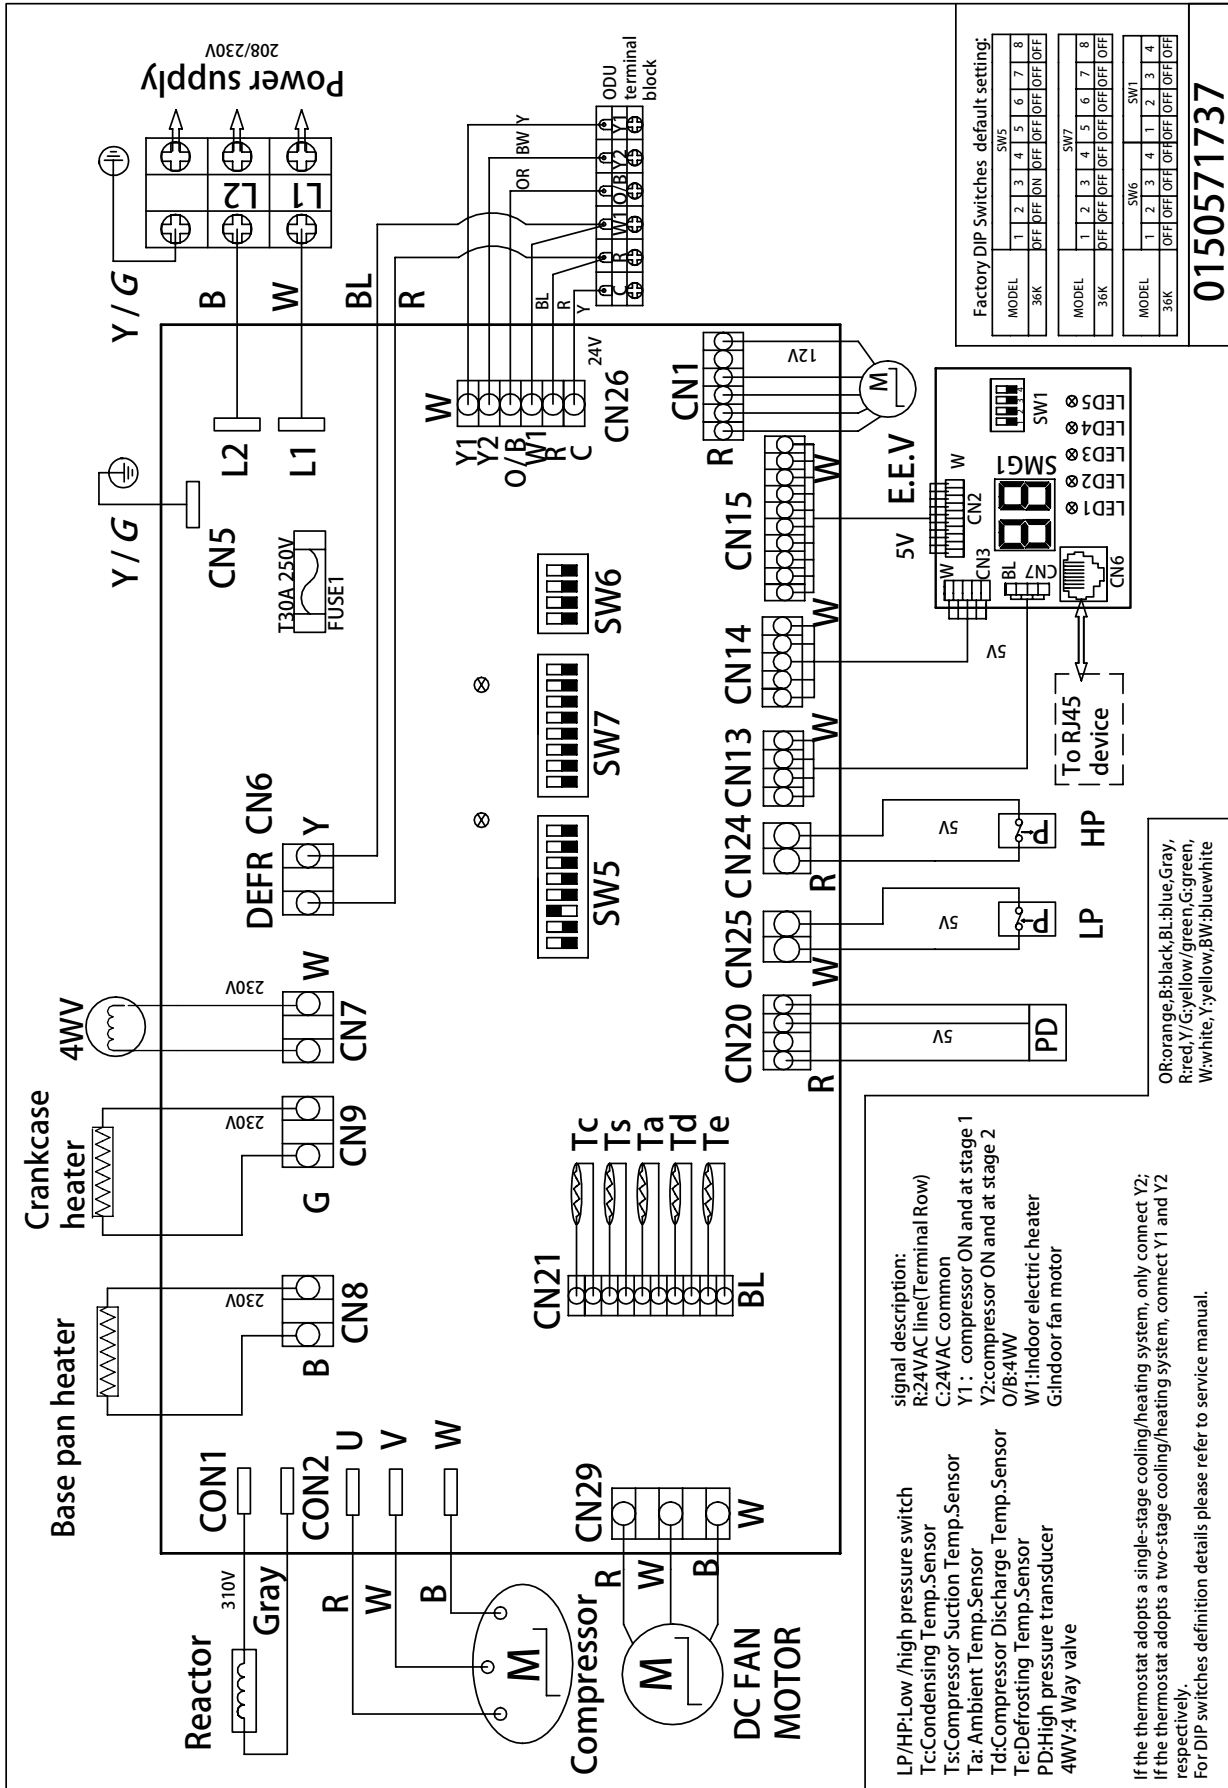 Reactor
310V
Gray
CON1
CON2
Base pan heater
230V
B
CN8
Crankcase
heater
230V
G
CN9
4WV
230V
W
CN7
DEFR
CN6
Y
Y / G
CN5
T30A 250V
FUSE1
L2
L1
Y / G
B
W
BL
R
L2
L1
Power supply
208/230V
R
W
B
U
V
W
Compressor
M
SW5
SW7
SW6
W
Y1
Y2
O/B
W1
R
C
CN26
24V
BL
R
Y
OR
BW
Y
C
R
W1
O/B
Y2
Y1
ODU
terminal
block
CN29
R
W
B
W
M
DC FAN
MOTOR
CN21
BL
Tc
Ts
Ta
Td
Te
CN20
R
5V
PD
CN25
W
5V
P
LP
CN24
R
5V
P
HP
CN13
W
CN14
W
5V
CN15
W
5V
CN1
R
12V
M
E.E.V
W
CN3
CN2
W
BL
CN7
CN6
SMG1
88
SW1
1 2 3 4
LED1
LED2
LED3
LED4
LED5
To RJ45
device
LP/HP:Low /high pressure switch
Tc:Condensing Temp.Sensor
Ts:Compressor Suction Temp.Sensor
Ta: Ambient Temp.Sensor
Td:Compressor Discharge Temp.Sensor
Te:Defrosting Temp.Sensor
PD:High pressure transducer
4WV:4 Way valve
signal description:
R:24VAC line(Terminal Row)
C:24VAC common
Y1 : compressor ON and at stage 1
Y2:compressor ON and at stage 2
O/B:4WV
W1:Indoor electric heater
G:Indoor fan motor
If the thermostat adopts a single-stage cooling/heating system, only connect Y2;
If the thermostat adopts a two-stage cooling/heating system, connect Y1 and Y2
respectively.
For DIP switches definition details please refer to service manual.
OR:orange,B:black,BL:blue,Gray,
R:red,Y/G:yellow/green,G:green,
W:white,Y:yellow,BW:bluewhite
Factory DIP Switches default setting:
MODEL SW5
1 2 3 4 5 6 7 8
36K OFF OFF ON OFF OFF OFF OFF OFF
MODEL SW7
1 2 3 4 5 6 7 8
36K OFF OFF OFF OFF OFF OFF OFF OFF
MODEL SW6 SW1
1 2 3 4 1 2 3 4
36K OFF OFF OFF OFF OFF OFF OFF OFF
01505717​37